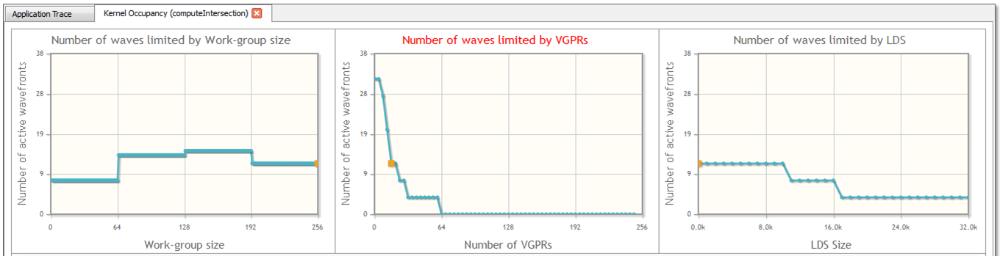 Application Trace
Kernel Occupancy (computeIntersection)
Number of waves limited by Work-group size
38
28
19
9
0
Number of active wavefronts
0 64 128 192 256
Work-group size
Number of waves limited by VGPRs
38
28
19
9
0
Number of active wavefronts
0 64 128 192 256
Number of VGPRs
Number of waves limited by LDS
38
28
19
9
0
Number of active wavefronts
0.0k 8.0k 16.0k 24.0k 32.0k
LDS Size